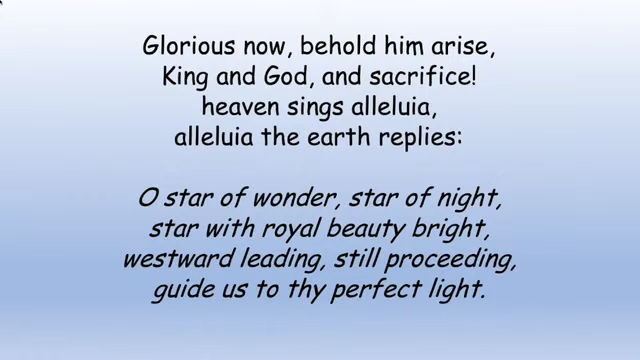 Glorious now, behold him arise,
King and God, and sacrifice!
heaven sings alleluia,
alleluia the earth replies:
O star of wonder, star of night,
star with royal beauty bright,
westward leading, still proceeding,
guide us to thy perfect light.